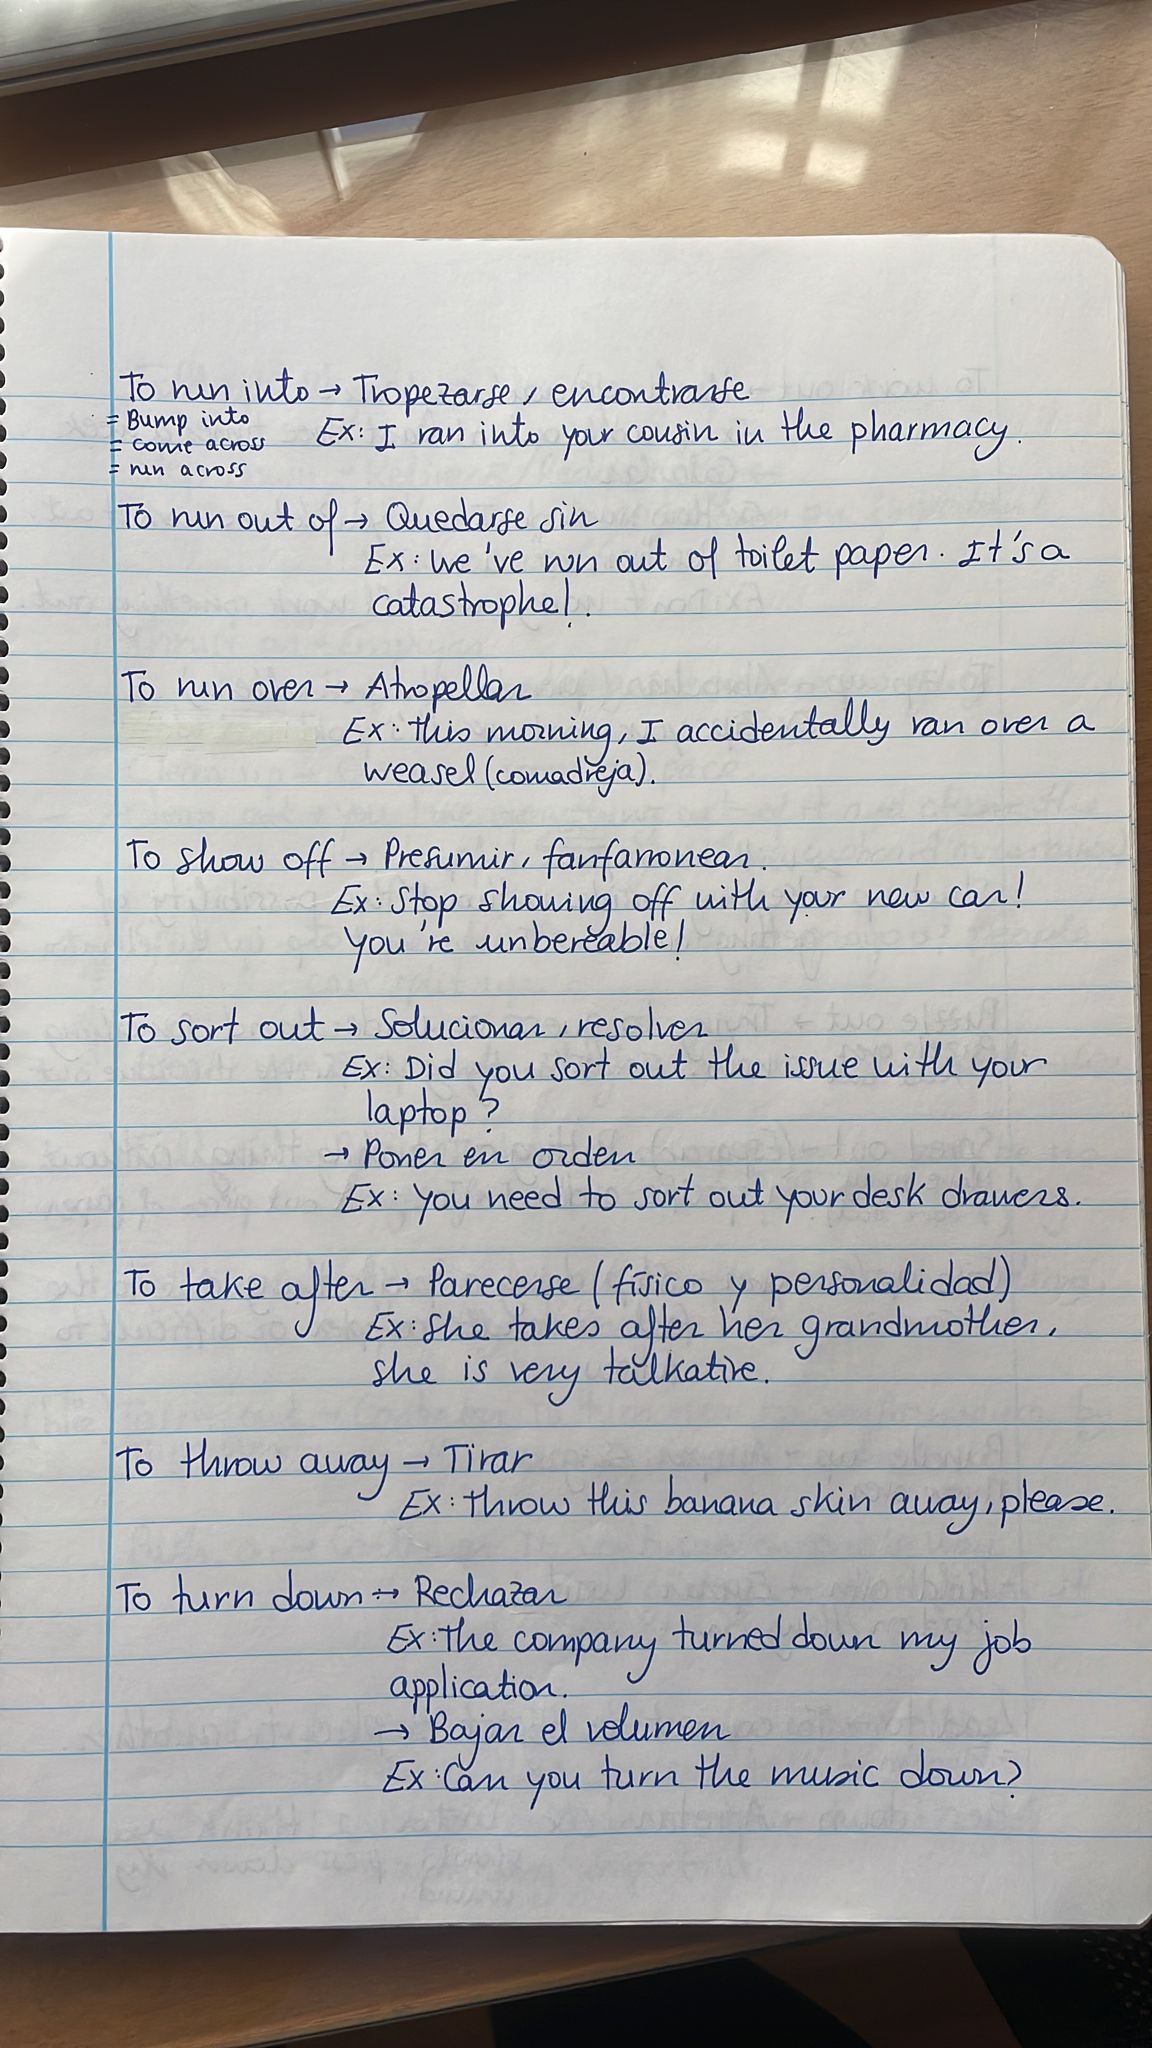 To run into → Tropezarse, encontrarse
= Bump into
= come across
= run across
Ex: I ran into your cousin in the pharmacy.
To run out of → Quedarse sin
Ex: We've run out of toilet paper. It's a
catastrophe!.
To run over → Atropellar
Ex: This morning, I accidentally ran over a
weasel (comadreja).
To show off → Presumir, fanfarronear.
Ex: Stop showing off with your new car!
You're unbereable!
To sort out → Solucionar, resolver
Ex: Did you sort out the issue with your
laptop?
→ Poner en orden
Ex: You need to sort out your desk drawers.
To take after → Parecerse (físico y personalidad)
Ex: She takes after her grandmother,
she is very talkative.
To throw away → Tirar
Ex: Throw this banana skin away, please.
To turn down → Rechazar
Ex: The company turned down my job
application.
→ Bajar el volumen
Ex: Can you turn the music down?